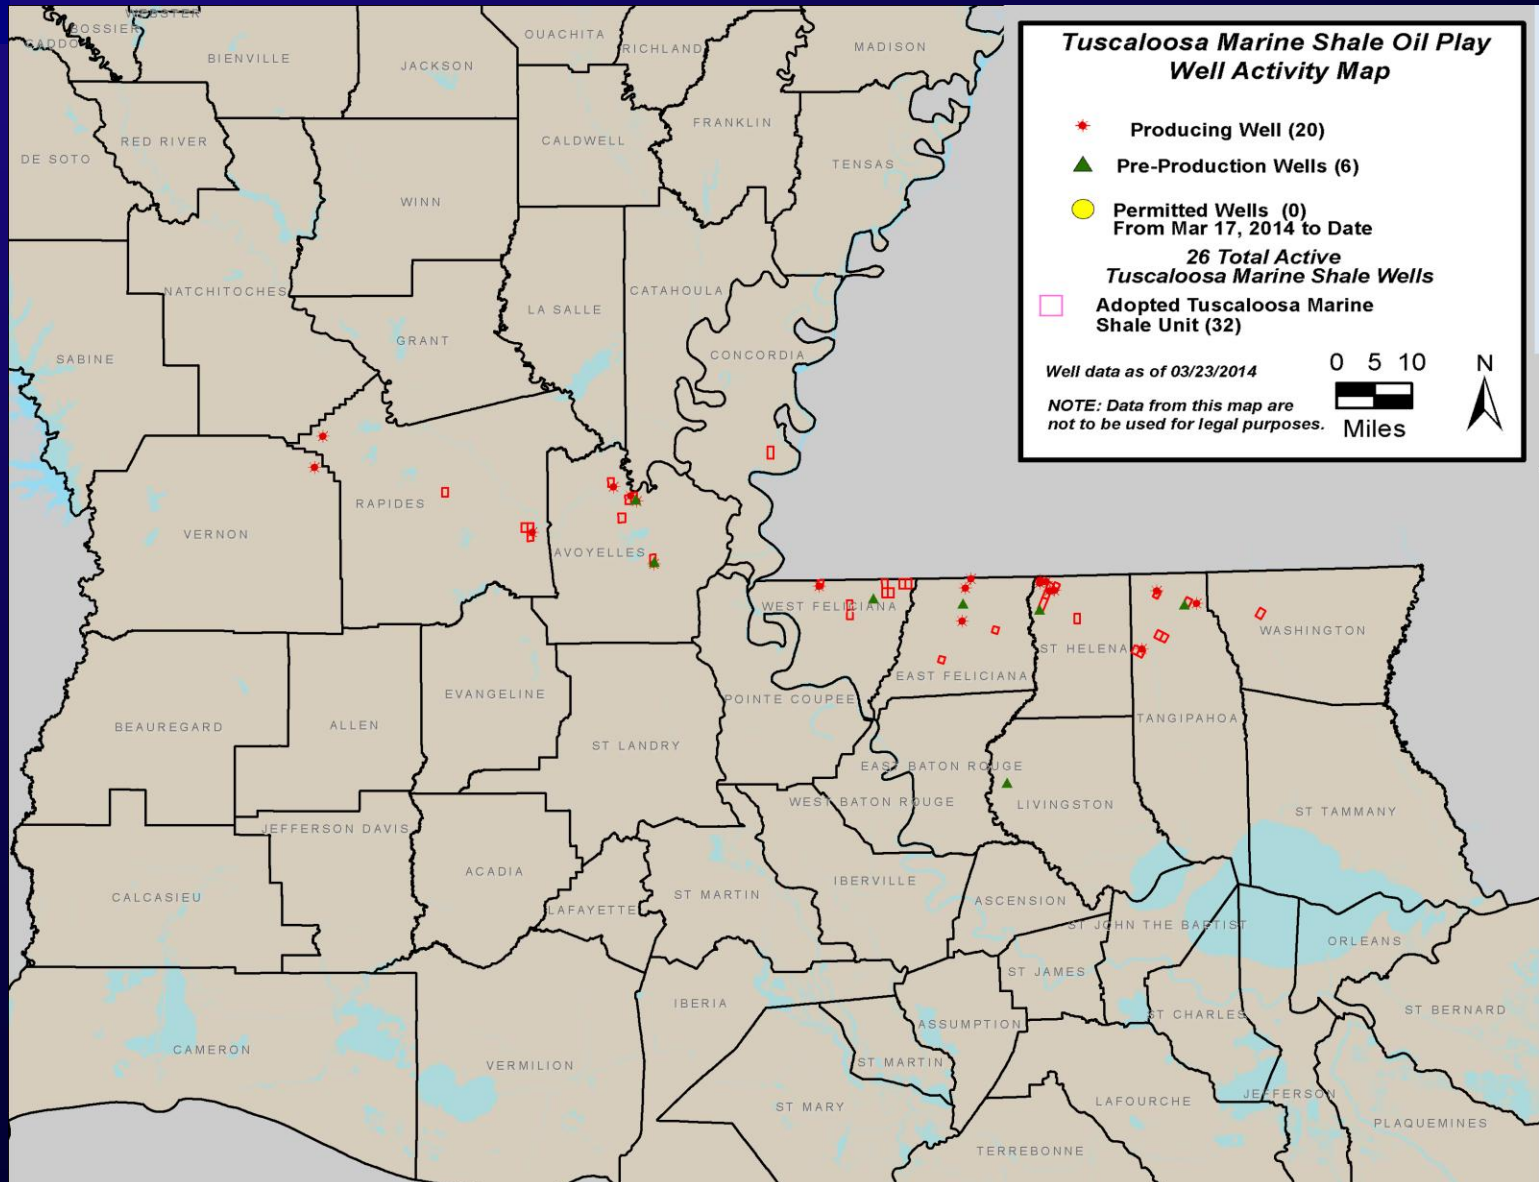 Tuscaloosa Marine Shale Oil Play
Well Activity Map
Producing Well (20)
Pre-Production Wells (6)
Permitted Wells (0)
From Mar 17, 2014 to Date
26 Total Active
Tuscaloosa Marine Shale Wells
Adopted Tuscaloosa Marine
Shale Unit (32)
Well data as of 03/23/2014
0 5 10
N
NOTE: Data from this map are
not to be used for legal purposes.
Miles
WEBSTER
BOSSIER
CADDO
BIENVILLE
JACKSON
OUACHITA
RICHLAND
MADISON
DE SOTO
RED RIVER
CALDWELL
FRANKLIN
TENSAS
WINN
NATCHITOCHES
LA SALLE
CATAHOULA
SABINE
GRANT
CONCORDIA
VERNON
RAPIDES
AVOYELLES
WEST FELICIANA
EAST FELICIANA
ST HELENA
WASHINGTON
BEAUREGARD
ALLEN
EVANGELINE
ST LANDRY
POINTE COUPEE
TANGIPAHOA
EAST BATON ROUGE
WEST BATON ROUGE
LIVINGSTON
ST TAMMANY
JEFFERSON DAVIS
CALCASIEU
ACADIA
LAFAYETTE
ST MARTIN
IBERVILLE
ASCENSION
ST JOHN THE BAPTIST
ORLEANS
CAMERON
VERMILION
IBERIA
ST JAMES
ASSUMPTION
ST CHARLES
ST BERNARD
ST MARTIN
ST MARY
LAFOURCHE
JEFFERSON
PLAQUEMINES
TERREBONNE